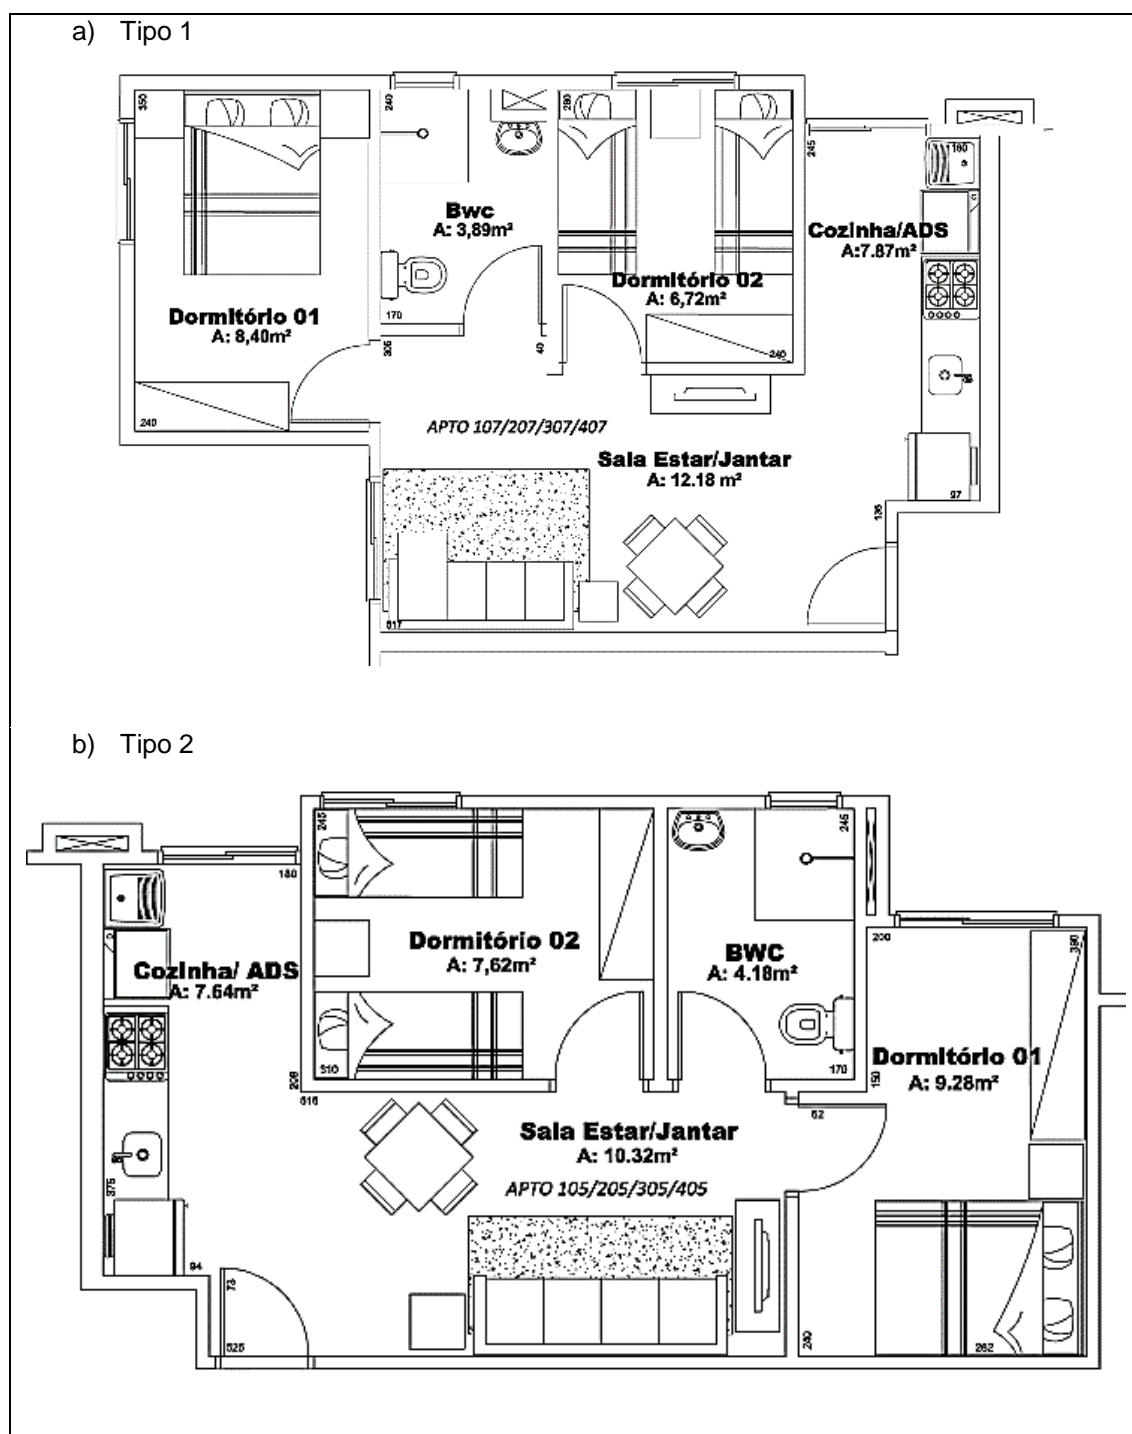 a) Tipo 1
350
240
280
245
180
Bwc
A: 3,89m²
Cozinha/ADS
A:7.87m²
Dormitório 02
A: 6,72m²
Dormitório 01
A: 8,40m²
170
305
40
240
240
APTO 107/207/307/407
Sala Estar/Jantar
A: 12.18 m²
97
136
517
b) Tipo 2
245
245
180
200
390
Dormitório 02
A: 7,62m²
BWC
A: 4.18m²
Cozinha/ ADS
A: 7.64m²
Dormitório 01
A: 9.28m²
310
170
150
208
516
62
Sala Estar/Jantar
A: 10.32m²
APTO 105/205/305/405
375
94
73
525
240
262